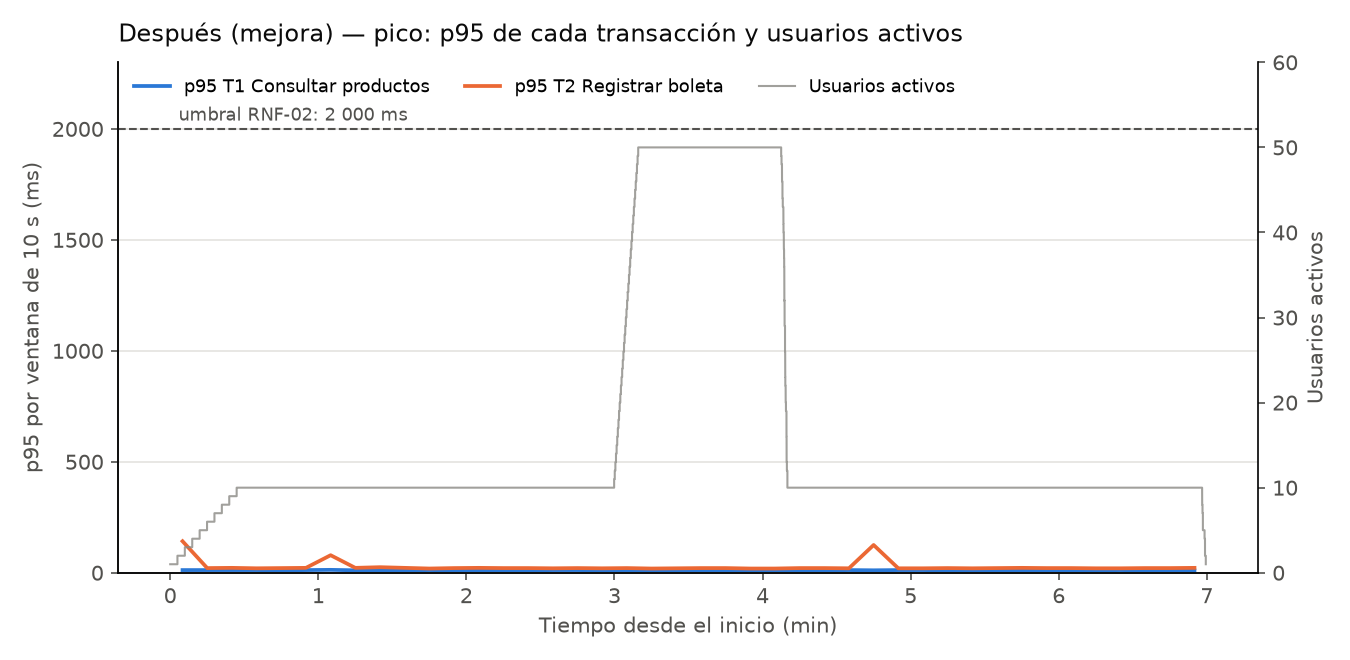 Después (mejora) — pico: p95 de cada transacción y usuarios activos
p95 T1 Consultar productos
p95 T2 Registrar boleta
Usuarios activos
umbral RNF-02: 2 000 ms
p95 por ventana de 10 s (ms)
2000
1500
1000
500
0
60
50
40
30
20
10
0
Usuarios activos
0 1 2 3 4 5 6 7
Tiempo desde el inicio (min)